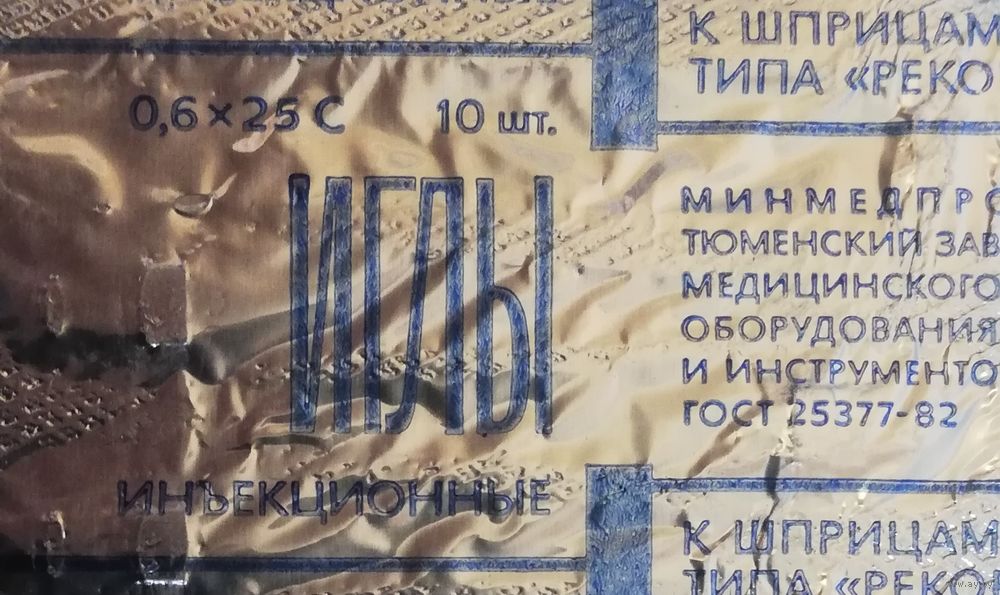 К ШПРИЦАМ
ТИПА «РЕКО
0,6×25 С 10 шт.
ИГЛЫ
ИНЪЕКЦИОННЫЕ
МИНМЕДПРО
ТЮМЕНСКИЙ ЗАВ
МЕДИЦИНСКОГО
ОБОРУДОВАНИЯ
И ИНСТРУМЕНТО
ГОСТ 25377-82
К ШПРИЦАМ
ТИПА «РЕКО